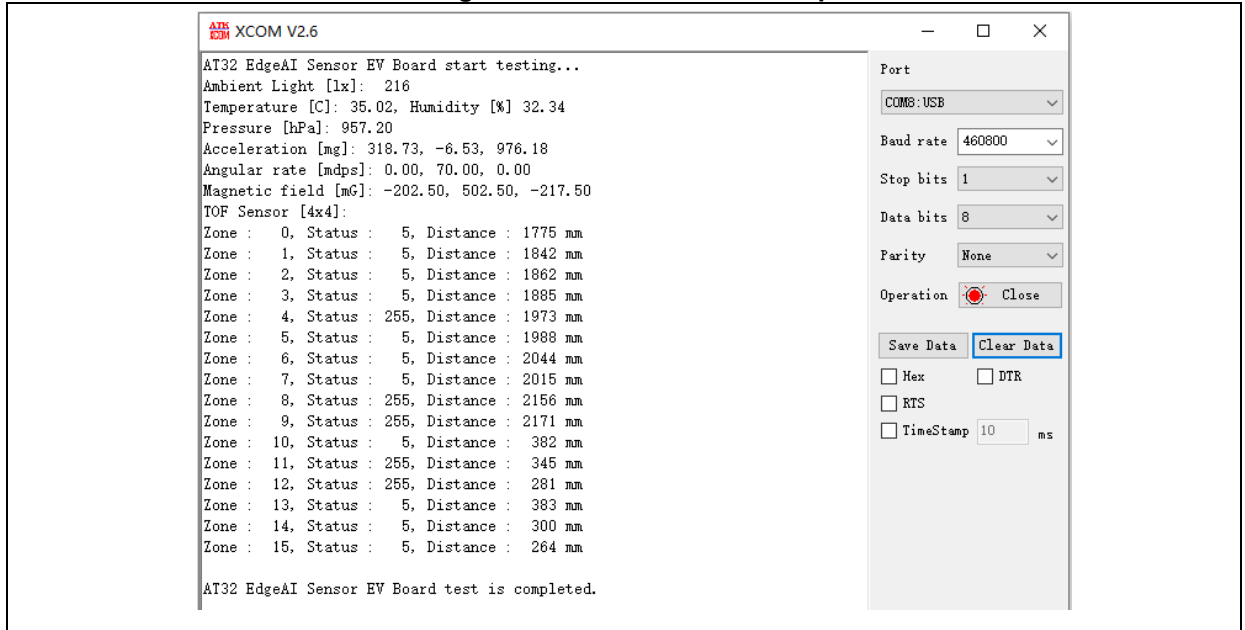 ATK XCOM XCOM V2.6
AT32 EdgeAI Sensor EV Board start testing...
Ambient Light [lx]:  216
Temperature [C]: 35.02, Humidity [%] 32.34
Pressure [hPa]: 957.20
Acceleration [mg]: 318.73, -6.53, 976.18
Angular rate [mdps]: 0.00, 70.00, 0.00
Magnetic field [mG]: -202.50, 502.50, -217.50
TOF Sensor [4x4]:
Zone :   0, Status :   5, Distance : 1775 mm
Zone :   1, Status :   5, Distance : 1842 mm
Zone :   2, Status :   5, Distance : 1862 mm
Zone :   3, Status :   5, Distance : 1885 mm
Zone :   4, Status : 255, Distance : 1973 mm
Zone :   5, Status :   5, Distance : 1988 mm
Zone :   6, Status :   5, Distance : 2044 mm
Zone :   7, Status :   5, Distance : 2015 mm
Zone :   8, Status : 255, Distance : 2156 mm
Zone :   9, Status : 255, Distance : 2171 mm
Zone :  10, Status :   5, Distance :  382 mm
Zone :  11, Status : 255, Distance :  345 mm
Zone :  12, Status : 255, Distance :  281 mm
Zone :  13, Status :   5, Distance :  383 mm
Zone :  14, Status :   5, Distance :  300 mm
Zone :  15, Status :   5, Distance :  264 mm
AT32 EdgeAI Sensor EV Board test is completed.
Port
COM8:USB
Baud rate 460800
Stop bits 1
Data bits 8
Parity None
Operation Close
Save Data Clear Data
Hex DTR
RTS
TimeStamp 10 ms